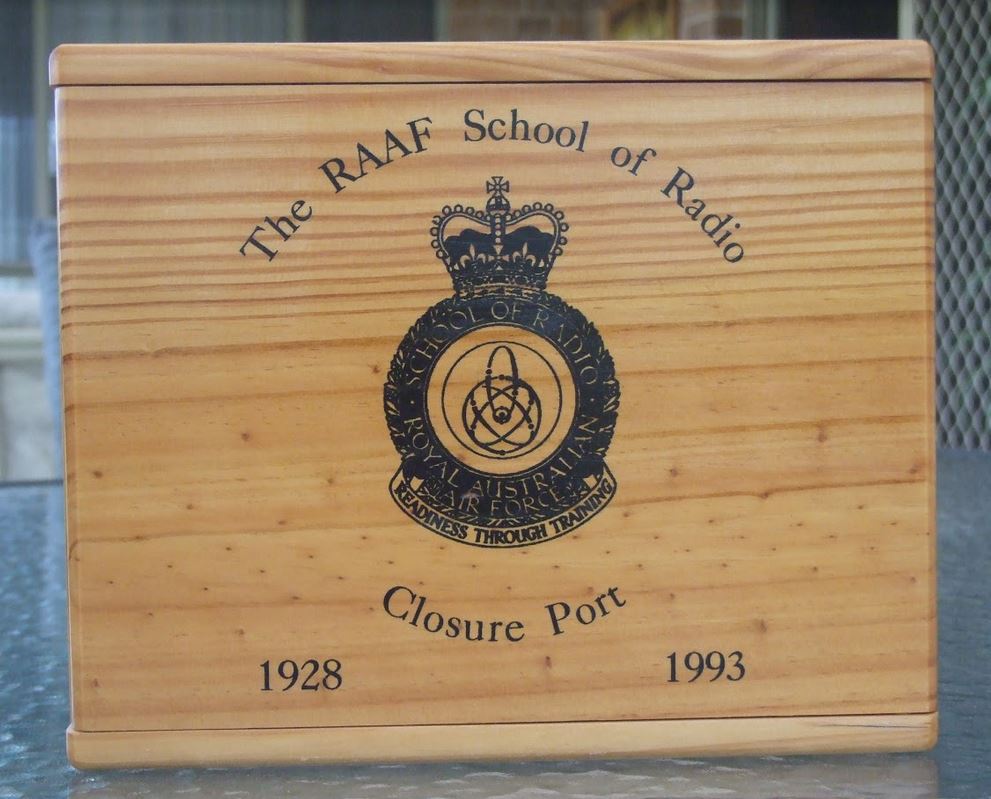 The RAAF School of Radio
SCHOOL OF RADIO
ROYAL AUSTRALIAN
AIR FORCE
READINESS THROUGH TRAINING
Closure Port
1928 1993